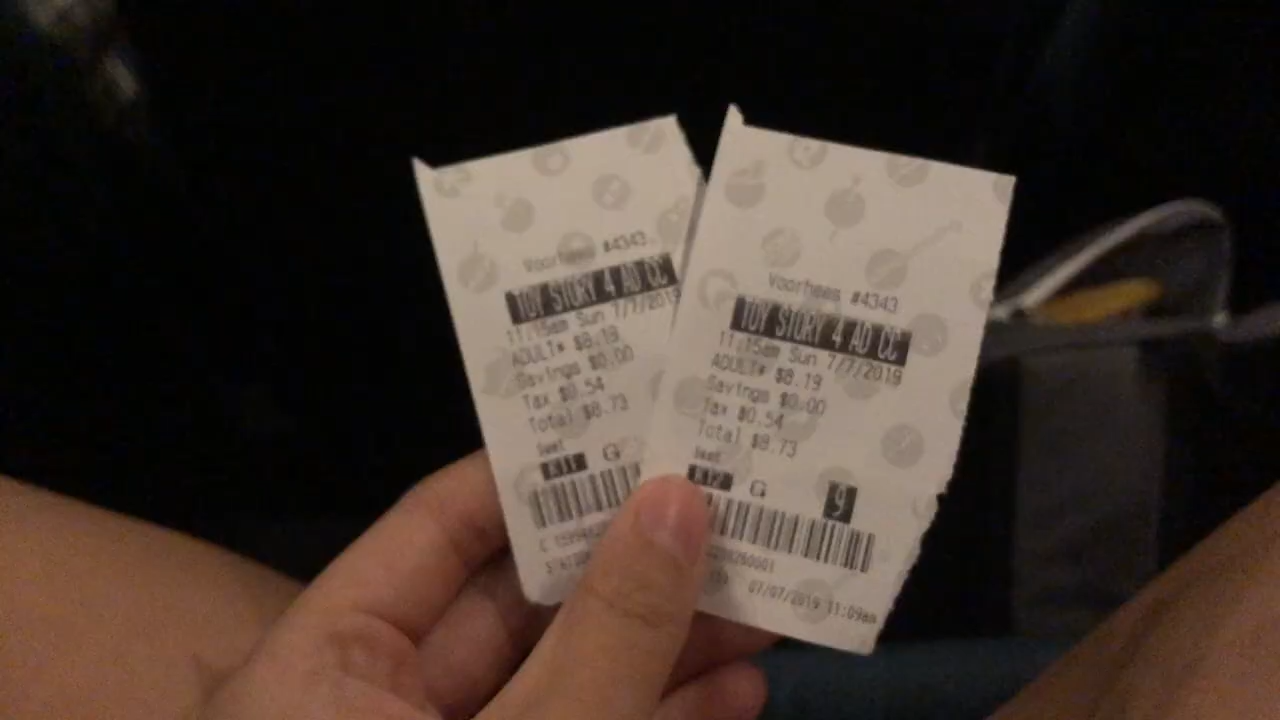 Voorhees #4343
TOY STORY 4 AD CC
11:15am Sun 7/7/2019
ADULT* $8.19
Savings $0.00
Tax $0.54
Total $8.73
Seat
K11 G
Voorhees #4343
TOY STORY 4 AD CC
11:15am Sun 7/7/2019
ADULT* $8.19
Savings $0.00
Tax $0.54
Total $8.73
Seat
K12 G 9
07/07/2019 11:09am